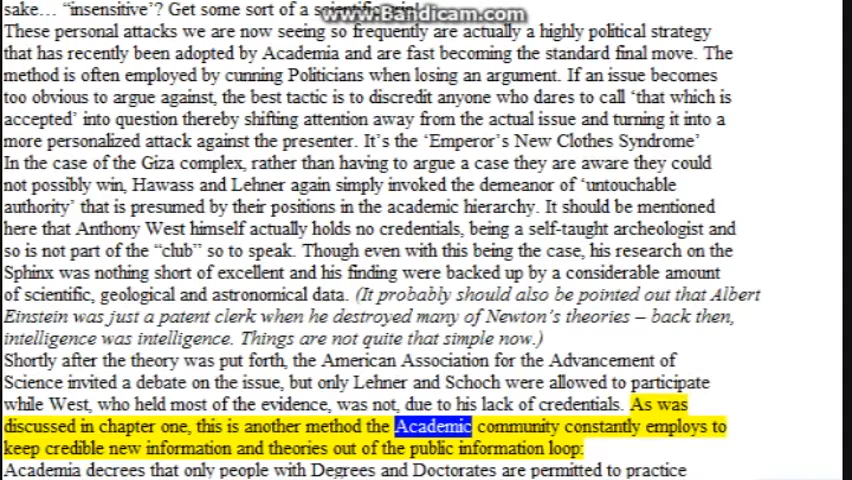 sake… “insensitive’? Get some sort of a scientific grip!
www.Bandicam.com
These personal attacks we are now seeing so frequently are actually a highly political strategy
that has recently been adopted by Academia and are fast becoming the standard final move. The
method is often employed by cunning Politicians when losing an argument. If an issue becomes
too obvious to argue against, the best tactic is to discredit anyone who dares to call ‘that which is
accepted’ into question thereby shifting attention away from the actual issue and turning it into a
more personalized attack against the presenter. It’s the ‘Emperor’s New Clothes Syndrome’
In the case of the Giza complex, rather than having to argue a case they are aware they could
not possibly win, Hawass and Lehner again simply invoked the demeanor of ‘untouchable
authority’ that is presumed by their positions in the academic hierarchy. It should be mentioned
here that Anthony West himself actually holds no credentials, being a self-taught archeologist and
so is not part of the “club” so to speak. Though even with this being the case, his research on the
Sphinx was nothing short of excellent and his finding were backed up by a considerable amount
of scientific, geological and astronomical data. (It probably should also be pointed out that Albert
Einstein was just a patent clerk when he destroyed many of Newton’s theories – back then,
intelligence was intelligence. Things are not quite that simple now.)
Shortly after the theory was put forth, the American Association for the Advancement of
Science invited a debate on the issue, but only Lehner and Schoch were allowed to participate
while West, who held most of the evidence, was not, due to his lack of credentials. As was
discussed in chapter one, this is another method the Academic community constantly employs to
keep credible new information and theories out of the public information loop:
Academia decrees that only people with Degrees and Doctorates are permitted to practice